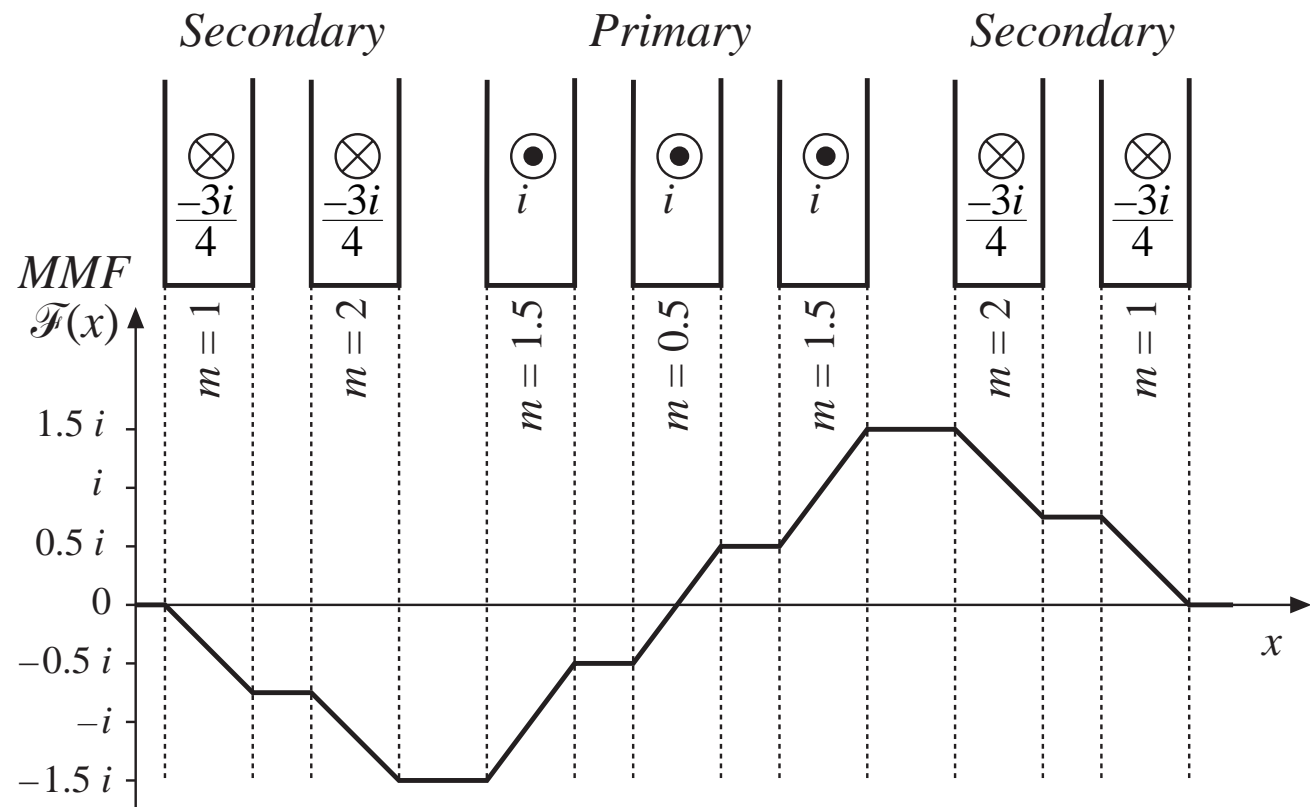 Secondary Primary Secondary
–3i/4 –3i/4 i i i –3i/4 –3i/4
MMF
ℱ(x)
m = 1 m = 2 m = 1.5 m = 0.5 m = 1.5 m = 2 m = 1
1.5 i
i
0.5 i
0
–0.5 i
–i
–1.5 i
x